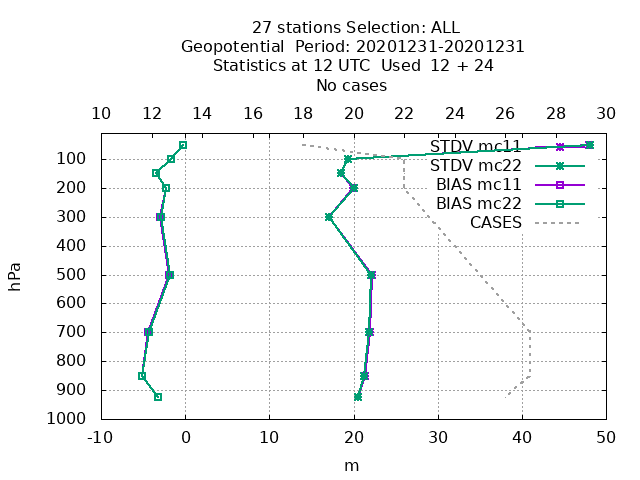 27 stations Selection: ALL
Geopotential  Period: 20201231-20201231
Statistics at 12 UTC  Used  12 + 24
No cases
10 12 14 16 18 20 22 24 26 28 30
STDV mc11
STDV mc22
BIAS mc11
BIAS mc22
CASES
100
200
300
400
500
600
700
800
900
1000
hPa
-10 0 10 20 30 40 50
m